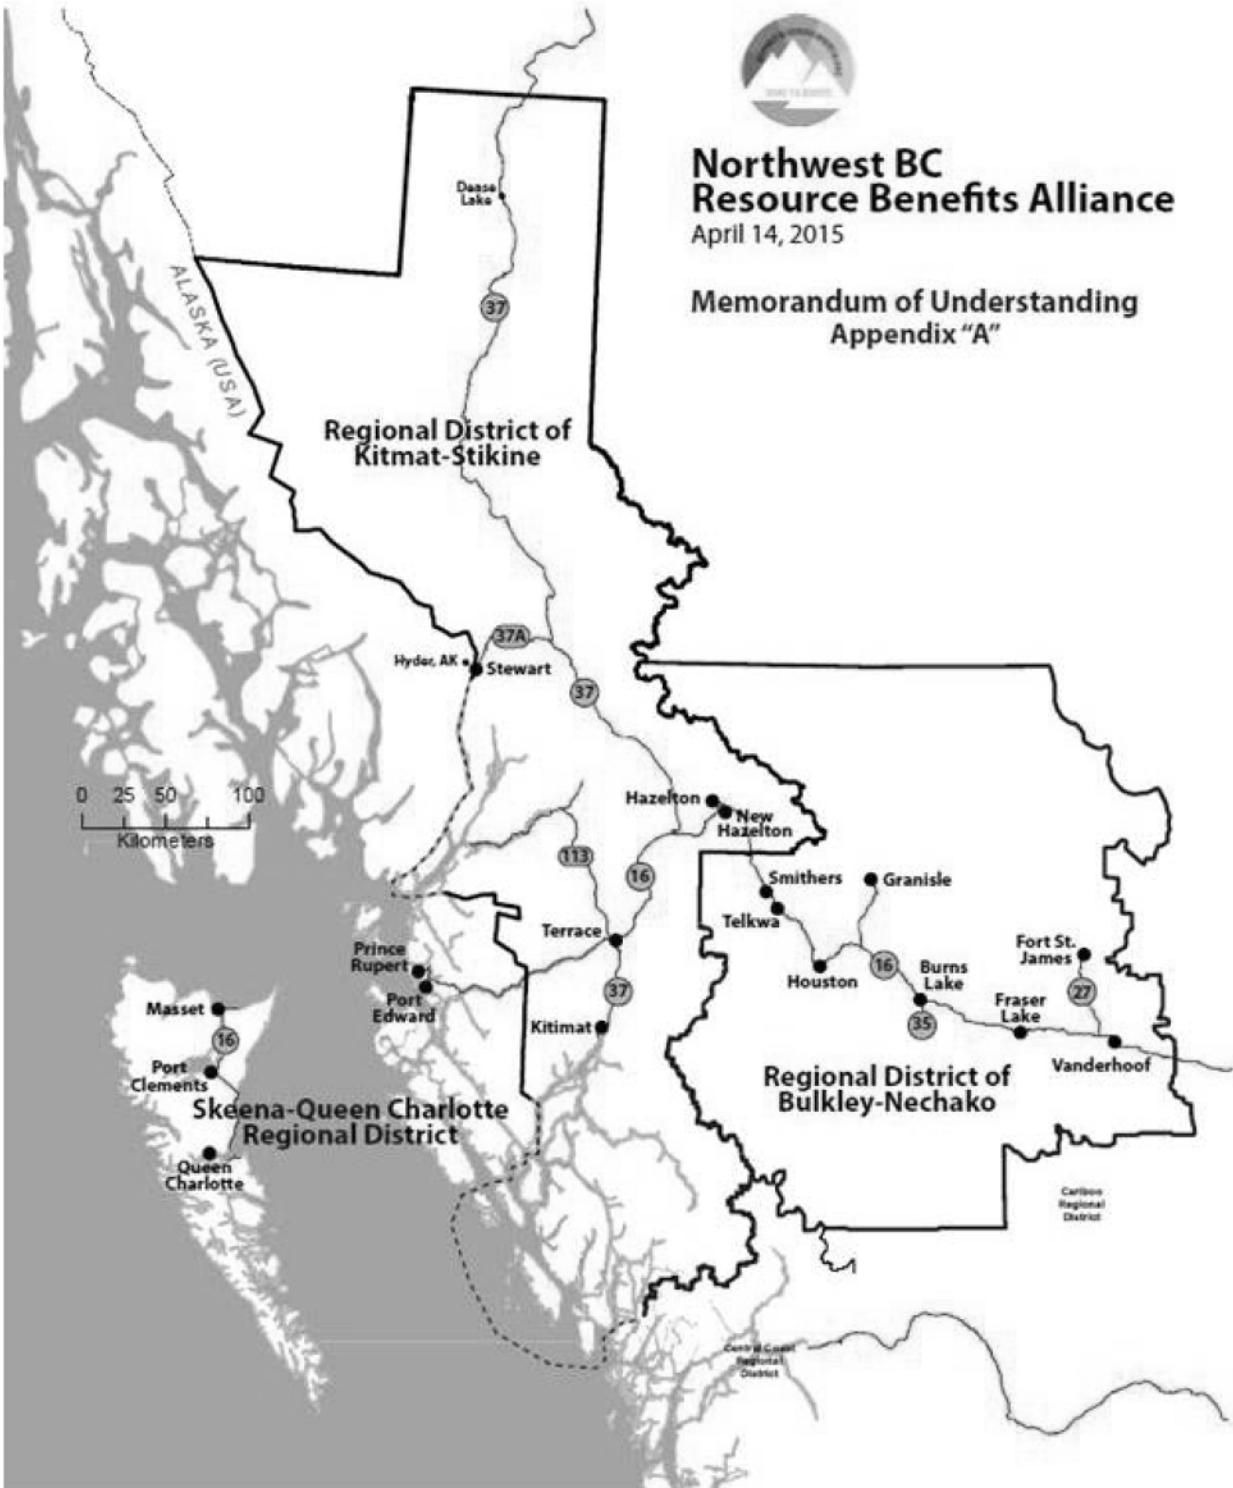 Northwest BC
Resource Benefits Alliance
April 14, 2015
Memorandum of Understanding
Appendix “A”
Dease
Lake
37
ALASKA (USA)
Regional District of
Kitmat-Stikine
37A
Hyder, AK
Stewart
37
0 25 50 100
Kilometers
Hazelton
New
Hazelton
113
16
Smithers
Granisle
Telkwa
Terrace
Prince
Rupert
Fort St.
James
16
Burns
Lake
Houston
37
27
Port
Edward
Fraser
Lake
Masset
Kitimat
35
16
Vanderhoof
Port
Clements
Regional District of
Bulkley-Nechako
Skeena-Queen Charlotte
Regional District
Queen
Charlotte
Cariboo
Regional
District
Central Coast
Regional
District